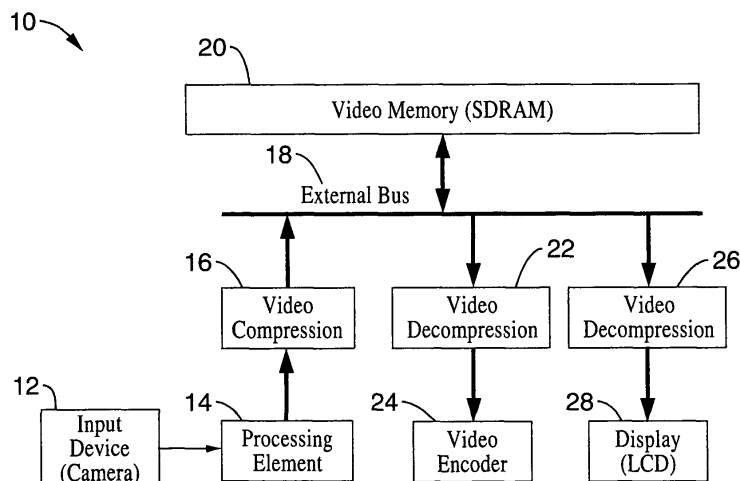 10
20
Video Memory (SDRAM)
18
External Bus
16
22
26
Video
Compression
Video
Decompression
Video
Decompression
12
14
24
28
Input
Device
(Camera)
Processing
Element
Video
Encoder
Display
(LCD)